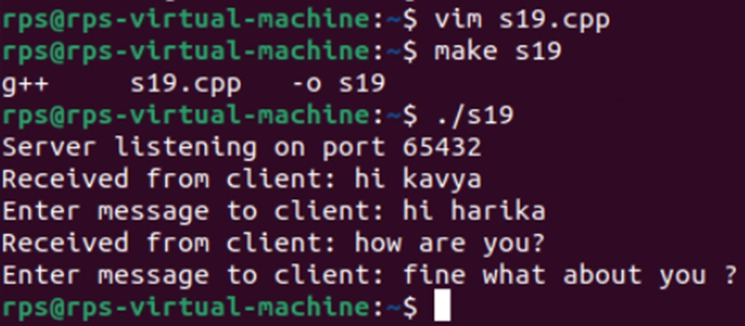 rps@rps-virtual-machine:~$ vim s19.cpp
rps@rps-virtual-machine:~$ make s19
g++     s19.cpp   -o s19
rps@rps-virtual-machine:~$ ./s19
Server listening on port 65432
Received from client: hi kavya
Enter message to client: hi harika
Received from client: how are you?
Enter message to client: fine what about you ?
rps@rps-virtual-machine:~$